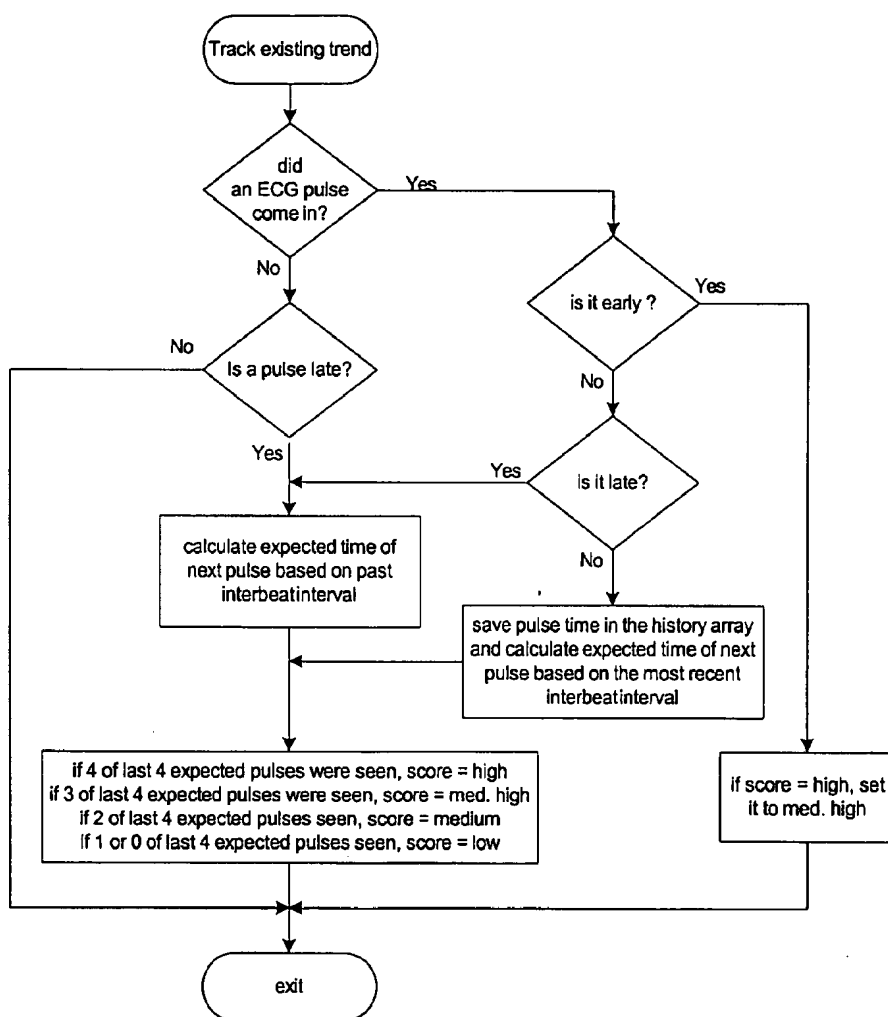 Track existing trend
did
an ECG pulse
come in?
Yes
No
is it early ?
Yes
No
Is a pulse late?
No
Yes
Yes
is it late?
No
calculate expected time of
next pulse based on past
interbeatinterval
save pulse time in the history array
and calculate expected time of next
pulse based on the most recent
interbeatinterval
if 4 of last 4 expected pulses were seen, score = high
if 3 of last 4 expected pulses were seen, score = med. high
if 2 of last 4 expected pulses seen, score = medium
if 1 or 0 of last 4 expected pulses seen, score = low
if score = high, set
it to med. high
exit